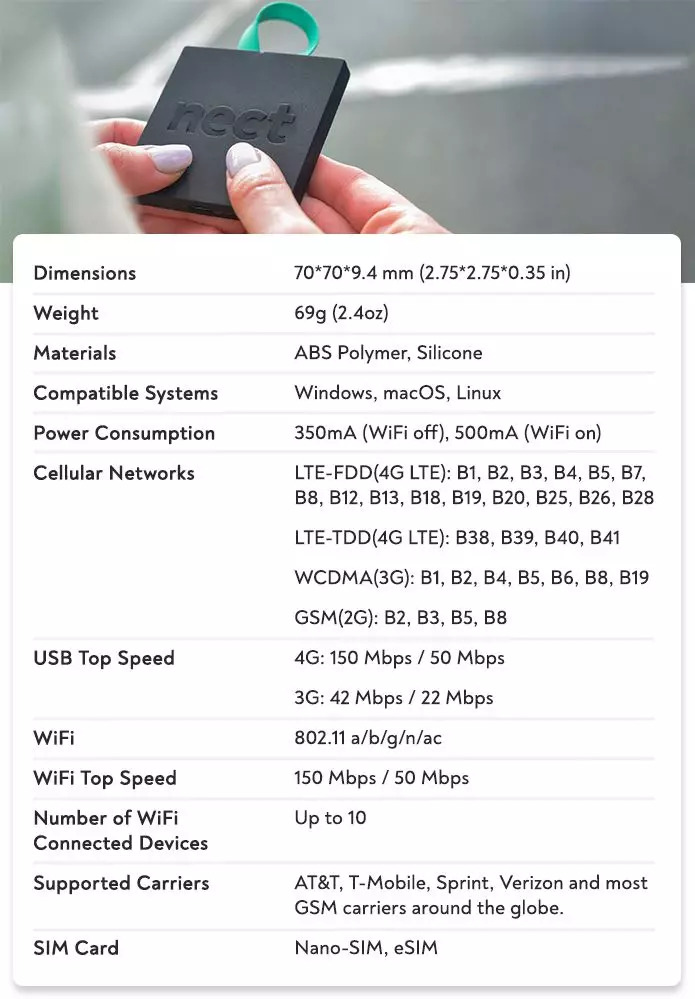 nect
Dimensions 70*70*9.4 mm (2.75*2.75*0.35 in)
Weight 69g (2.4oz)
Materials ABS Polymer, Silicone
Compatible Systems Windows, macOS, Linux
Power Consumption 350mA (WiFi off), 500mA (WiFi on)
Cellular Networks LTE-FDD(4G LTE): B1, B2, B3, B4, B5, B7,
B8, B12, B13, B18, B19, B20, B25, B26, B28
LTE-TDD(4G LTE): B38, B39, B40, B41
WCDMA(3G): B1, B2, B4, B5, B6, B8, B19
GSM(2G): B2, B3, B5, B8
USB Top Speed 4G: 150 Mbps / 50 Mbps
3G: 42 Mbps / 22 Mbps
WiFi 802.11 a/b/g/n/ac
WiFi Top Speed 150 Mbps / 50 Mbps
Number of WiFi Up to 10
Connected Devices
Supported Carriers AT&T, T-Mobile, Sprint, Verizon and most
GSM carriers around the globe.
SIM Card Nano-SIM, eSIM